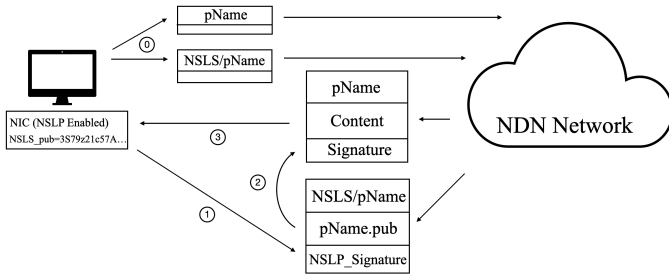 pName
⓪
NSLS/pName
pName
NIC (NSLP Enabled)
NSLS_pub=3S79z21c57A...
③
Content
NDN Network
Signature
②
NSLS/pName
①
pName.pub
NSLP_Signature